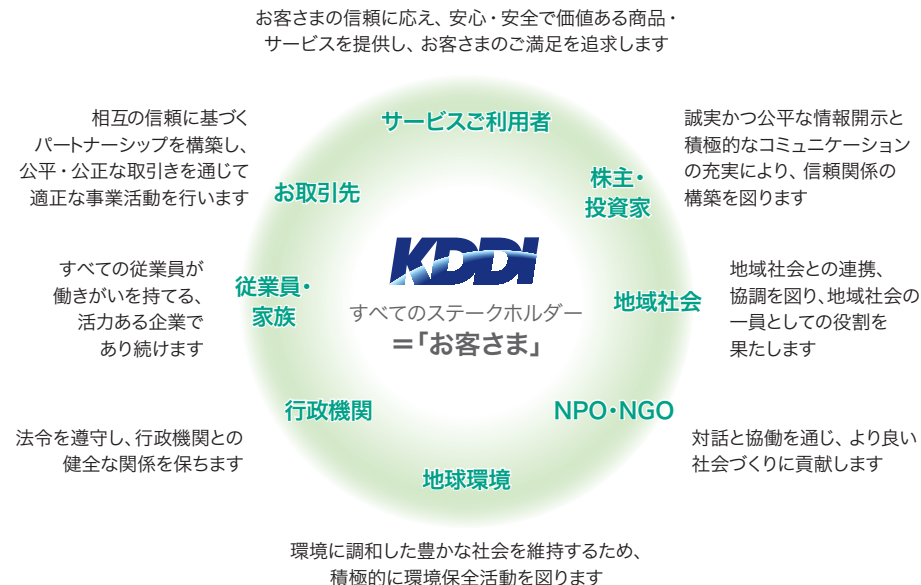 お客さまの信頼に応え、安心・安全で価値ある商品・
サービスを提供し、お客さまのご満足を追求します
サービスご利用者
誠実かつ公平な情報開示と
積極的なコミュニケーション
の充実により、信頼関係の
構築を図ります
株主・
投資家
地域社会との連携、
協調を図り、地域社会の
一員としての役割を
果たします
地域社会
対話と協働を通じ、より良い
社会づくりに貢献します
NPO・NGO
環境に調和した豊かな社会を維持するため、
積極的に環境保全活動を図ります
地球環境
法令を遵守し、行政機関との
健全な関係を保ちます
行政機関
すべての従業員が
働きがいを持てる、
活力ある企業で
あり続けます
従業員・
家族
相互の信頼に基づく
パートナーシップを構築し、
公平・公正な取引きを通じて
適正な事業活動を行います
お取引先
KDDI
すべてのステークホルダー
＝「お客さま」